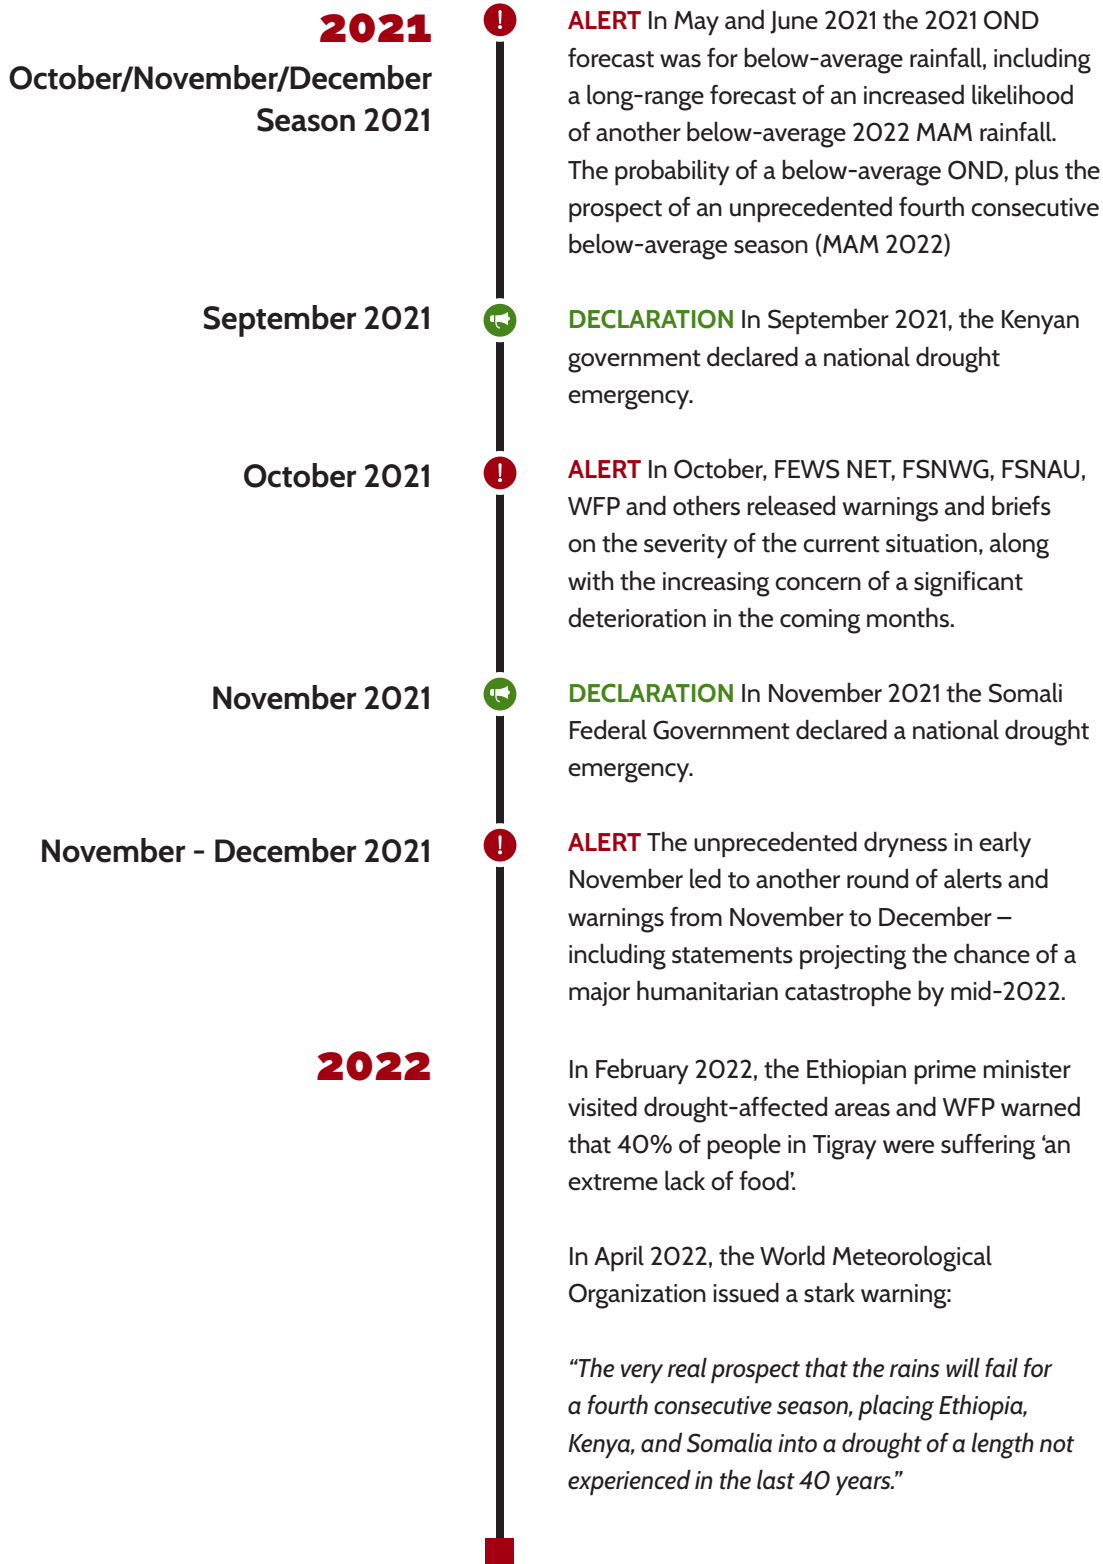 2021
October/November/December
Season 2021
ALERT In May and June 2021 the 2021 OND
forecast was for below-average rainfall, including
a long-range forecast of an increased likelihood
of another below-average 2022 MAM rainfall.
The probability of a below-average OND, plus the
prospect of an unprecedented fourth consecutive
below-average season (MAM 2022)
September 2021
DECLARATION In September 2021, the Kenyan
government declared a national drought
emergency.
October 2021
ALERT In October, FEWS NET, FSNWG, FSNAU,
WFP and others released warnings and briefs
on the severity of the current situation, along
with the increasing concern of a significant
deterioration in the coming months.
November 2021
DECLARATION In November 2021 the Somali
Federal Government declared a national drought
emergency.
November - December 2021
ALERT The unprecedented dryness in early
November led to another round of alerts and
warnings from November to December –
including statements projecting the chance of a
major humanitarian catastrophe by mid-2022.
2022
In February 2022, the Ethiopian prime minister
visited drought-affected areas and WFP warned
that 40% of people in Tigray were suffering ‘an
extreme lack of food’.
In April 2022, the World Meteorological
Organization issued a stark warning:
“The very real prospect that the rains will fail for
a fourth consecutive season, placing Ethiopia,
Kenya, and Somalia into a drought of a length not
experienced in the last 40 years.”